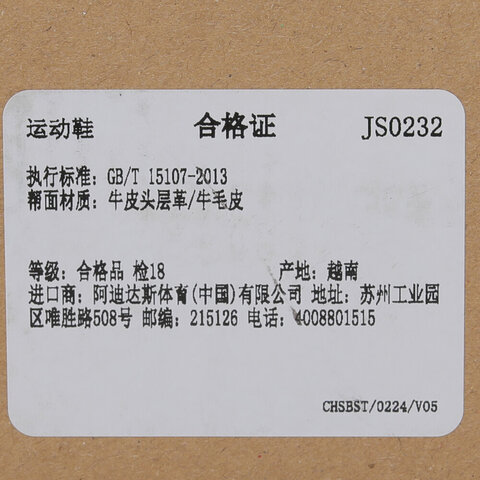 运动鞋 合格证 JS0232
执行标准: GB/T 15107-2013
帮面材质: 牛皮头层革/牛毛皮
等级: 合格品 检18 产地: 越南
进口商: 阿迪达斯体育(中国)有限公司 地址: 苏州工业园
区唯胜路508号 邮编: 215126 电话: 4008801515
CHSBST/0224/V05